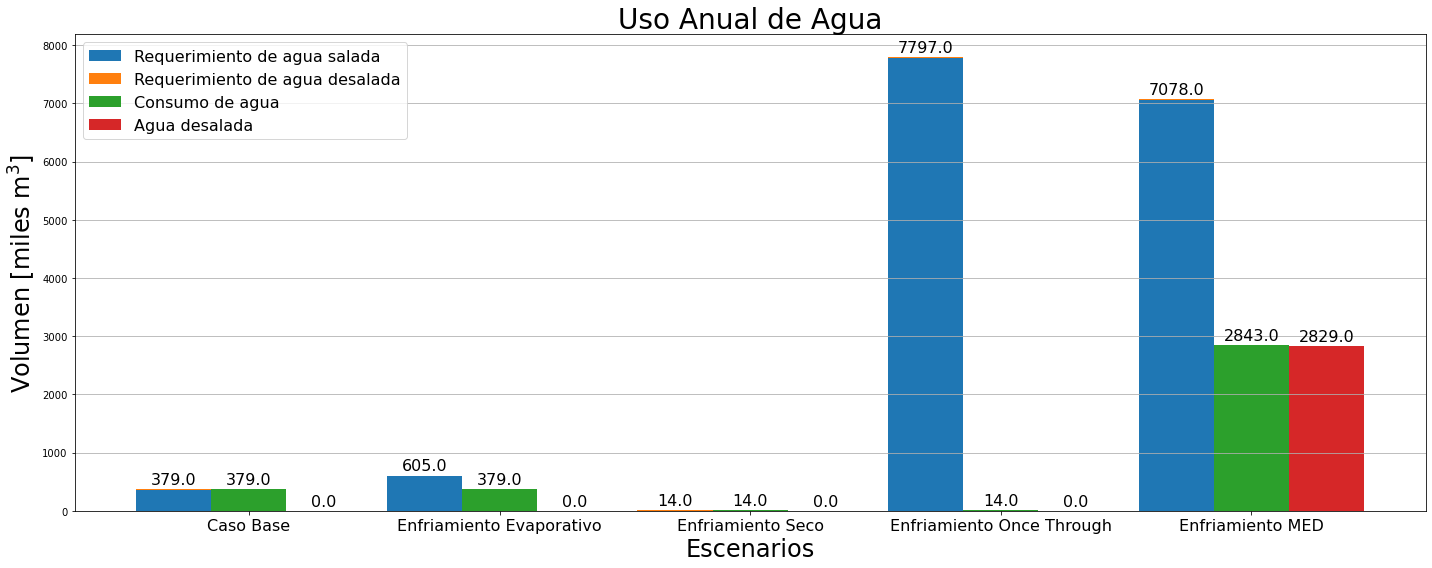 Uso Anual de Agua
Requerimiento de agua salada
Requerimiento de agua desalada
Consumo de agua
Agua desalada
Volumen [miles m³]
8000
7000
6000
5000
4000
3000
2000
1000
0
379.0 379.0 0.0
605.0 379.0 0.0
14.0 14.0 0.0
7797.0 14.0 0.0
7078.0 2843.0 2829.0
Caso Base Enfriamiento Evaporativo Enfriamiento Seco Enfriamiento Once Through Enfriamiento MED
Escenarios